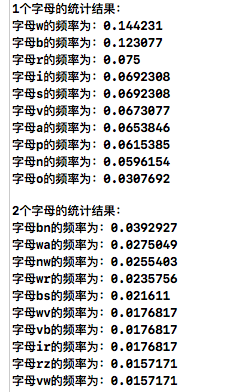 1个字母的统计结果：
字母w的频率为：0.144231
字母b的频率为：0.123077
字母r的频率为：0.075
字母i的频率为：0.0692308
字母s的频率为：0.0692308
字母v的频率为：0.0673077
字母a的频率为：0.0653846
字母p的频率为：0.0615385
字母n的频率为：0.0596154
字母o的频率为：0.0307692
2个字母的统计结果：
字母bn的频率为：0.0392927
字母wa的频率为：0.0275049
字母nw的频率为：0.0255403
字母wr的频率为：0.0235756
字母bs的频率为：0.021611
字母wv的频率为：0.0176817
字母vb的频率为：0.0176817
字母ir的频率为：0.0176817
字母rz的频率为：0.0157171
字母vw的频率为：0.0157171